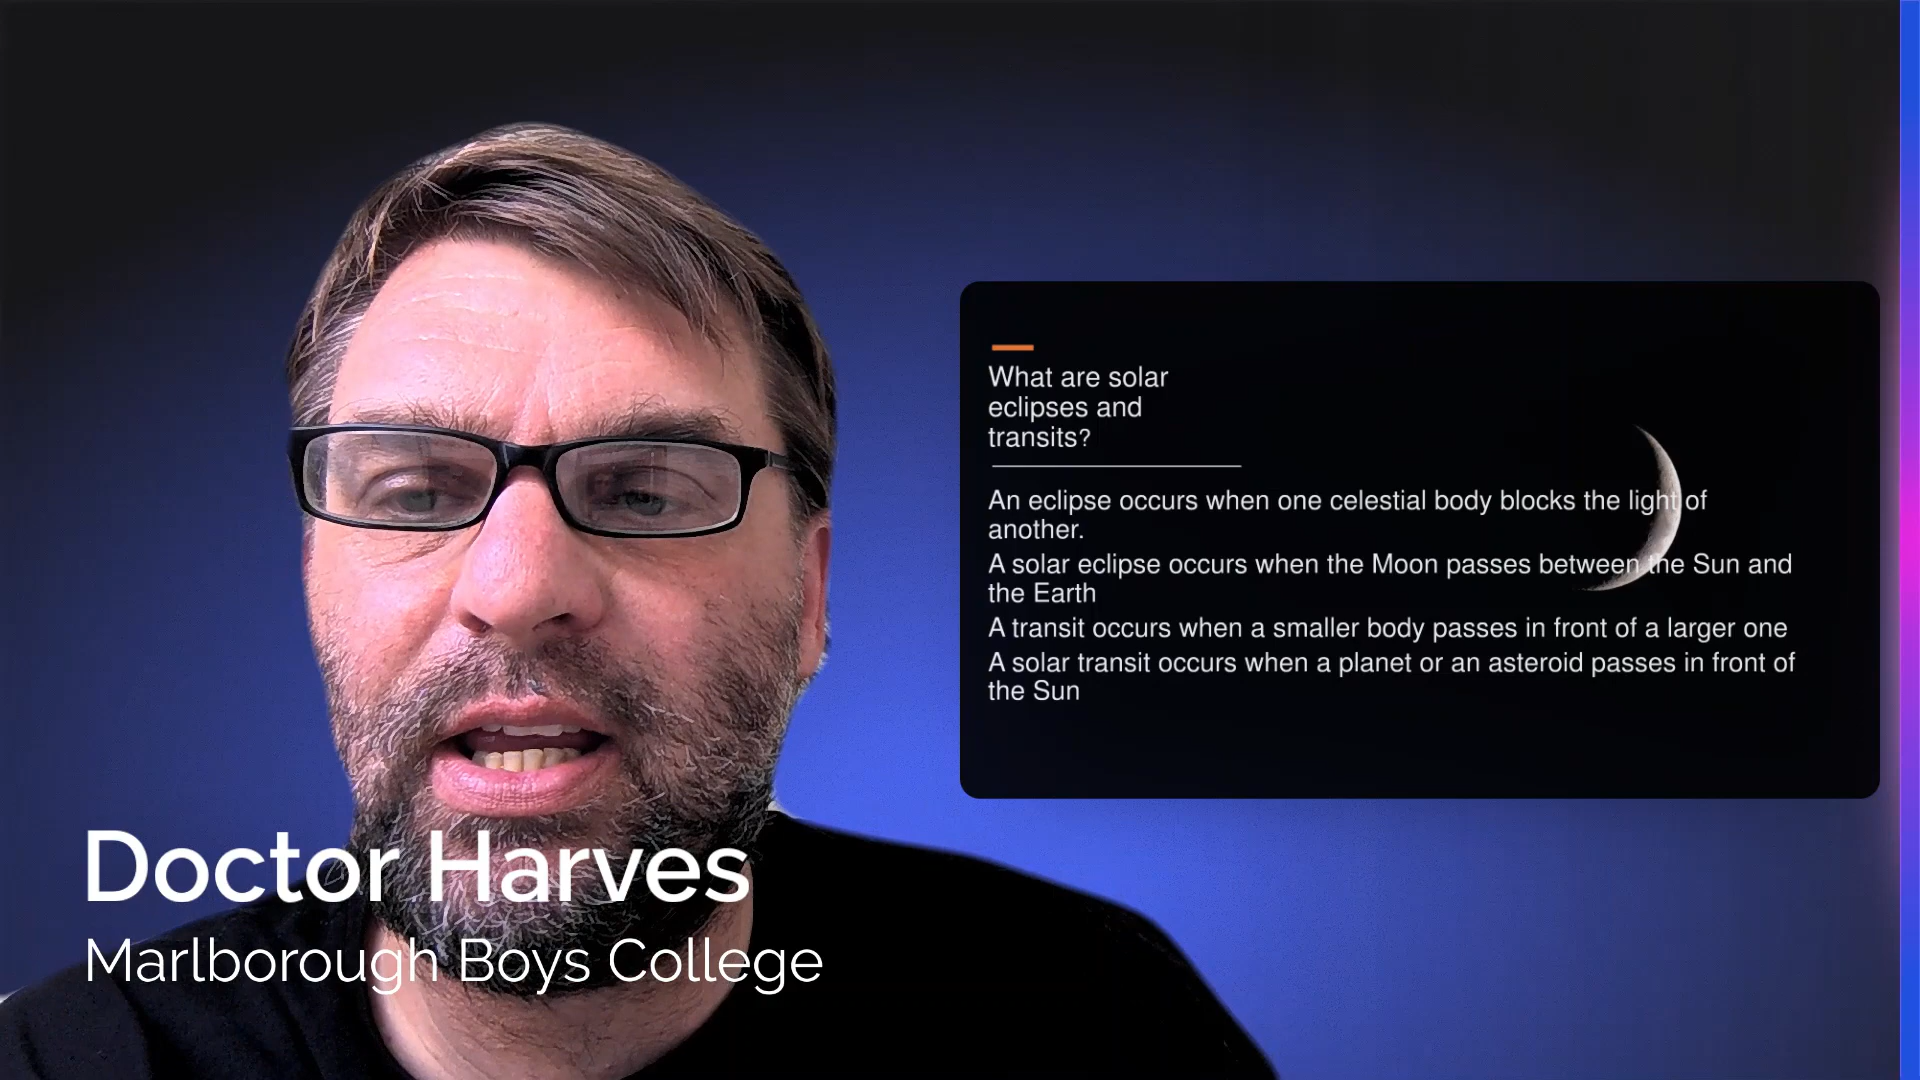 What are solar
eclipses and
transits?
An eclipse occurs when one celestial body blocks the light of
another.
A solar eclipse occurs when the Moon passes between the Sun and
the Earth
A transit occurs when a smaller body passes in front of a larger one
A solar transit occurs when a planet or an asteroid passes in front of
the Sun
Doctor Harves
Marlborough Boys College